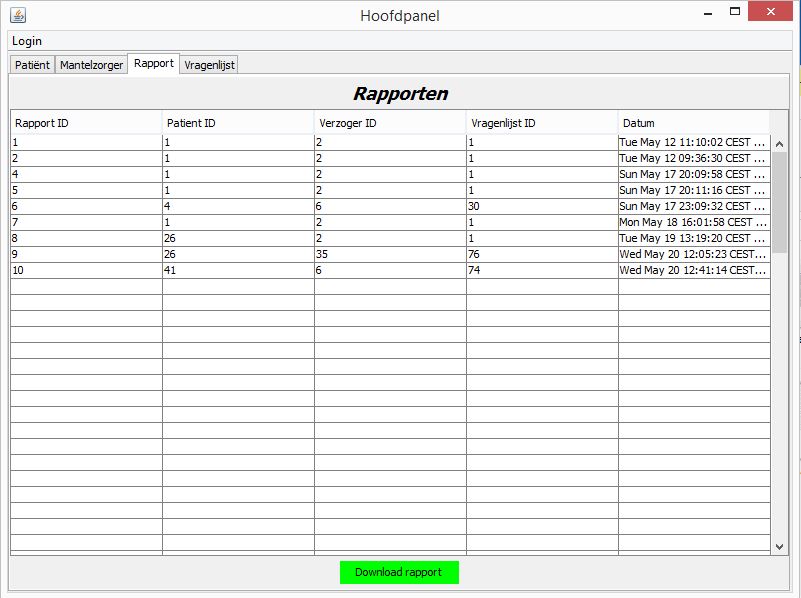 Hoofdpanel
Login
Patiënt Mantelzorger Rapport Vragenlijst
Rapporten
Rapport ID Patient ID Verzoger ID Vragenlijst ID Datum
1 1 2 1 Tue May 12 11:10:02 CEST ...
2 1 2 1 Tue May 12 09:36:30 CEST ...
4 1 2 1 Sun May 17 20:09:58 CEST ...
5 1 2 1 Sun May 17 20:11:16 CEST ...
6 4 6 30 Sun May 17 23:09:32 CEST ...
7 1 2 1 Mon May 18 16:01:58 CEST ...
8 26 2 1 Tue May 19 13:19:20 CEST ...
9 26 35 76 Wed May 20 12:05:23 CEST...
10 41 6 74 Wed May 20 12:41:14 CEST...
Download rapport